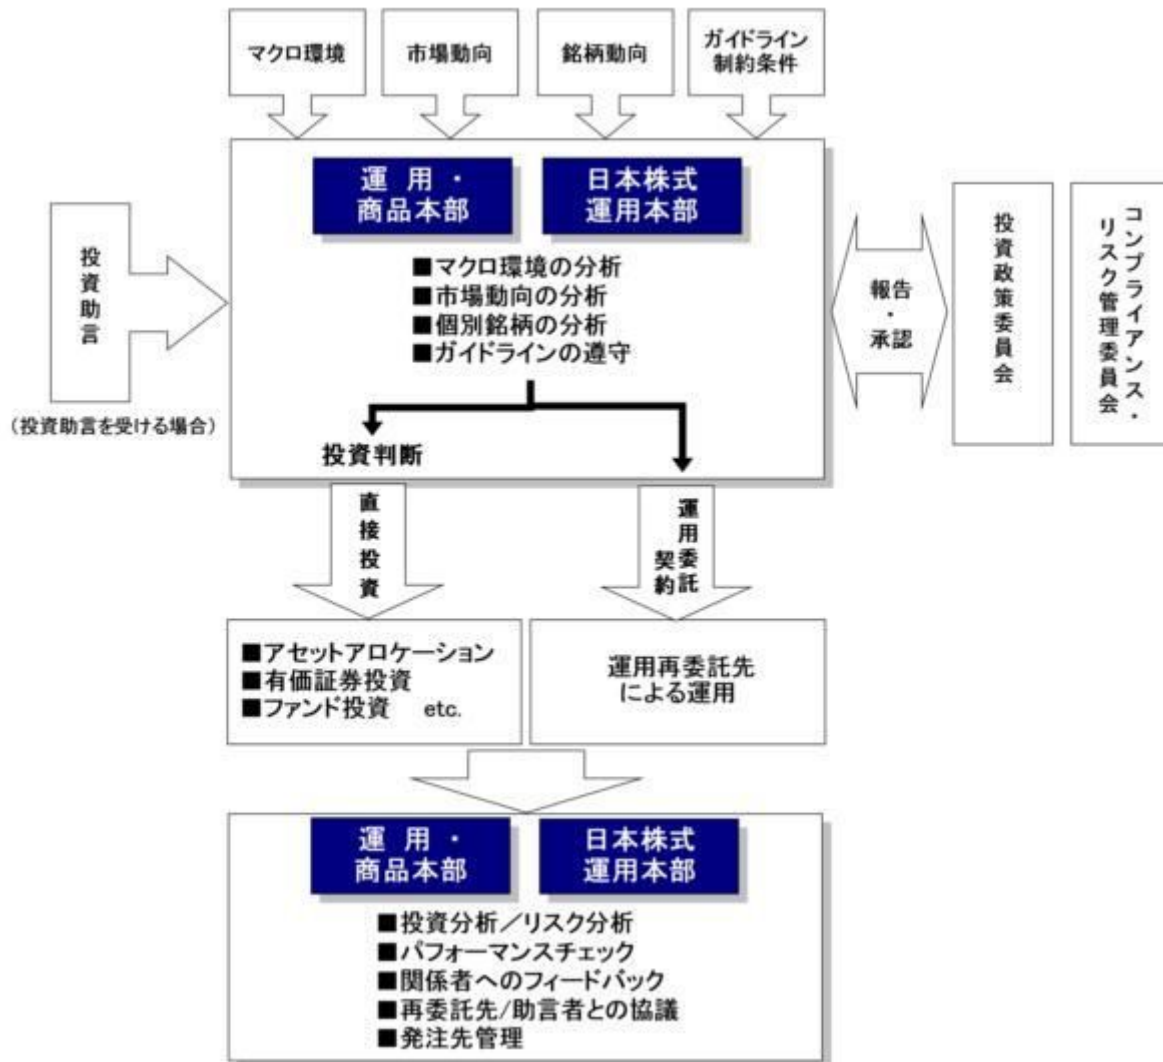 マクロ環境
市場動向
銘柄動向
ガイドライン
制約条件
運 用 ・
商品本部
日本株式
運用本部
投資助言
(投資助言を受ける場合)
■マクロ環境の分析
■市場動向の分析
■個別銘柄の分析
■ガイドラインの遵守
報告
・
承認
投資政策委員会
コンプライアンス・
リスク管理委員会
投資判断
直接投資
運用委託
契約
■アセットアロケーション
■有価証券投資
■ファンド投資 etc.
運用再委託先
による運用
運 用 ・
商品本部
日本株式
運用本部
■投資分析／リスク分析
■パフォーマンスチェック
■関係者へのフィードバック
■再委託先/助言者との協議
■発注先管理